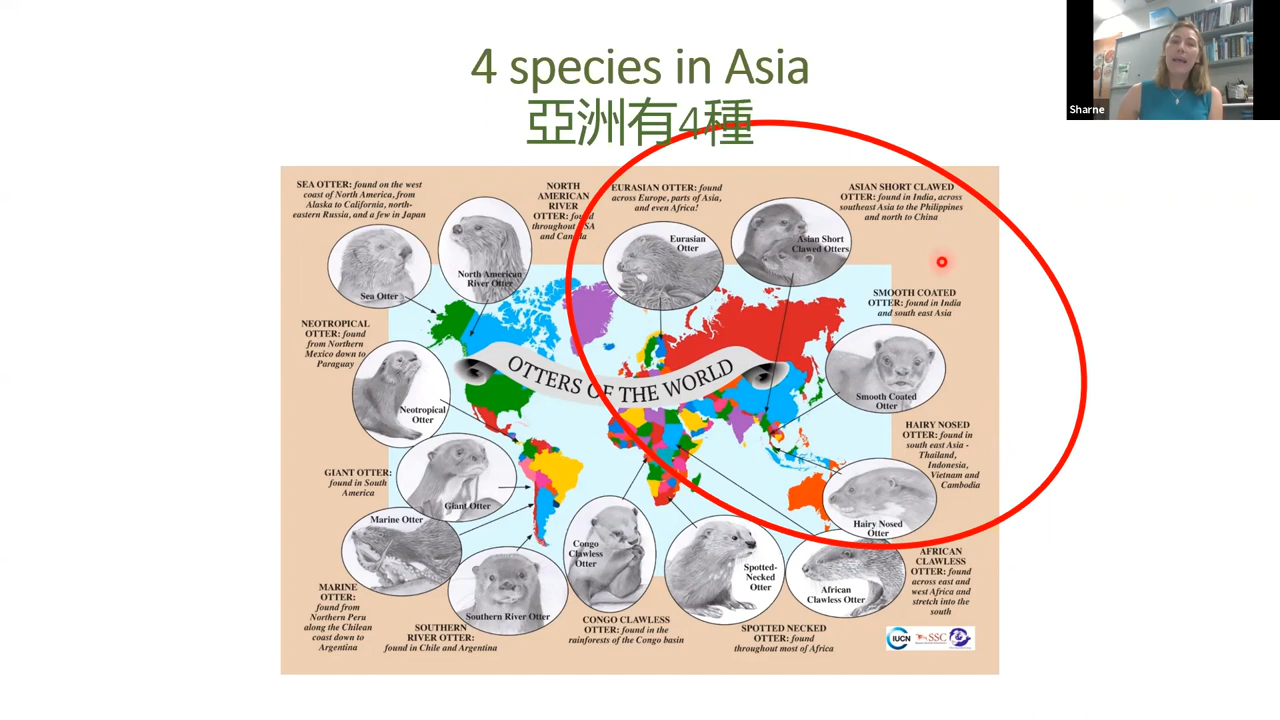 4 species in Asia
亞洲有4種
Sharne
SEA OTTER: found on the west
coast of North America, from
Alaska to California, north-
eastern Russia, and a few in Japan
NORTH
AMERICAN
RIVER
OTTER: found
throughout USA
and Canada
EURASIAN OTTER: found
across Europe, parts of Asia,
and even Africa!
ASIAN SHORT CLAWED
OTTER: found in India, across
southeast Asia to the Philippines
and north to China
Sea Otter
North American
River Otter
Eurasian
Otter
Asian Short
Clawed Otters
SMOOTH COATED
OTTER: found in India
and south east Asia
NEOTROPICAL
OTTER: found
from Northern
Mexico down to
Paraguay
OTTERS OF THE WORLD
Neotropical
Otter
Smooth Coated
Otter
HAIRY NOSED
OTTER: found in
south east Asia -
Thailand,
Indonesia,
Vietnam and
Cambodia
GIANT OTTER:
found in South
America
Giant Otter
Hairy Nosed
Otter
Marine Otter
Congo
Clawless
Otter
Spotted-
Necked
Otter
African
Clawless Otter
AFRICAN
CLAWLESS
OTTER: found
across east and
west Africa and
stretch into the
south
MARINE
OTTER:
found from
Northern Peru
along the Chilean
coast down to
Argentina
Southern River Otter
SOUTHERN
RIVER OTTER:
found in Chile and Argentina
CONGO CLAWLESS
OTTER: found in the
rainforests of the Congo basin
SPOTTED NECKED
OTTER: found
throughout most of Africa
IUCN
SSC